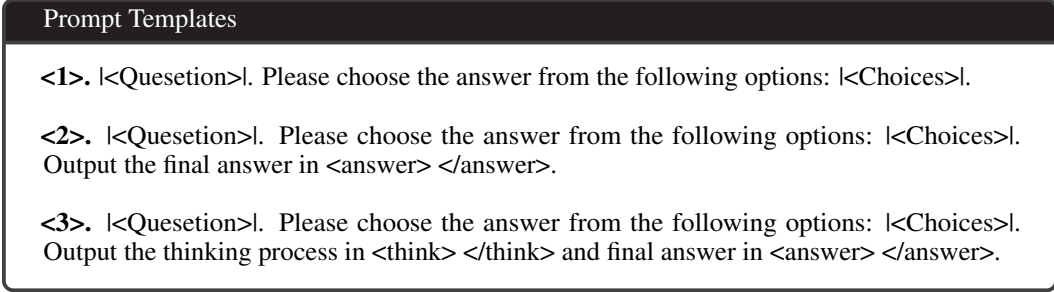 Prompt Templates
<1>. |<Quesetion>|. Please choose the answer from the following options: |<Choices>|.
<2>. |<Quesetion>|. Please choose the answer from the following options: |<Choices>|.
Output the final answer in <answer> </answer>.
<3>. |<Quesetion>|. Please choose the answer from the following options: |<Choices>|.
Output the thinking process in <think> </think> and final answer in <answer> </answer>.